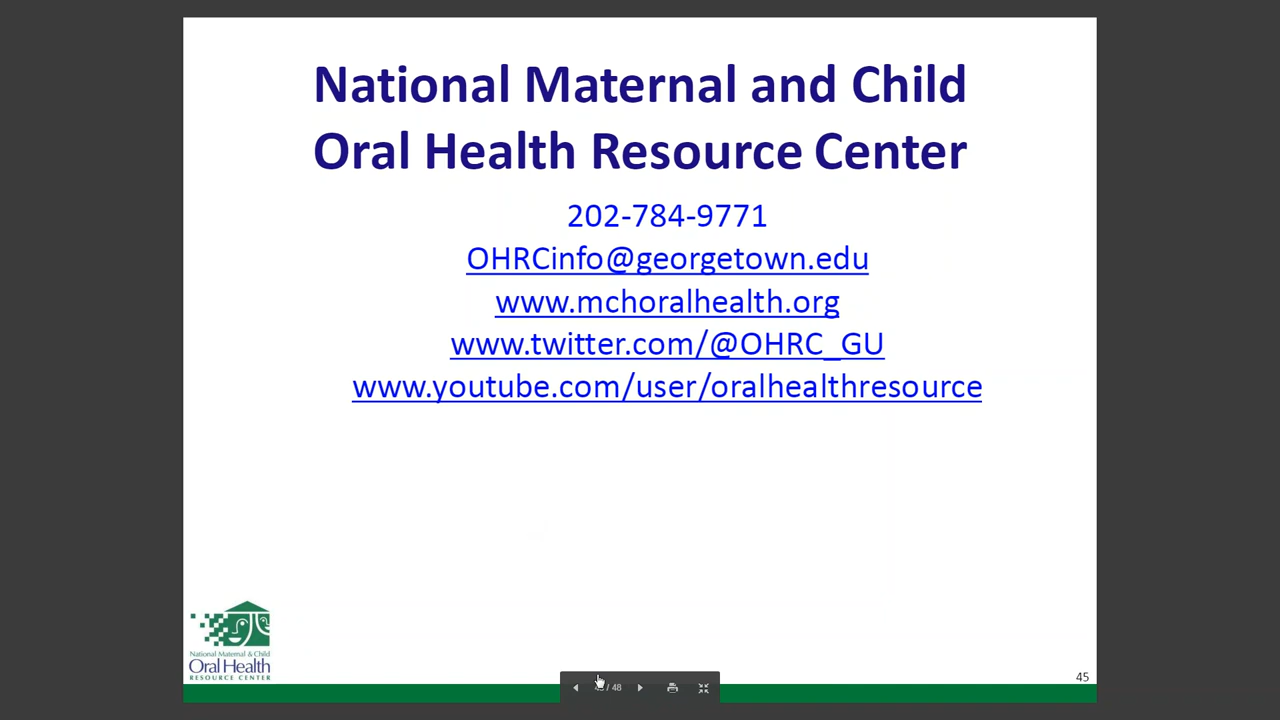 National Maternal and Child
Oral Health Resource Center
202-784-9771
OHRCinfo@georgetown.edu
www.mchoralhealth.org
www.twitter.com/@OHRC_GU
www.youtube.com/user/oralhealthresource
National Maternal & Child
Oral Health
RESOURCE CENTER
45
/ 48